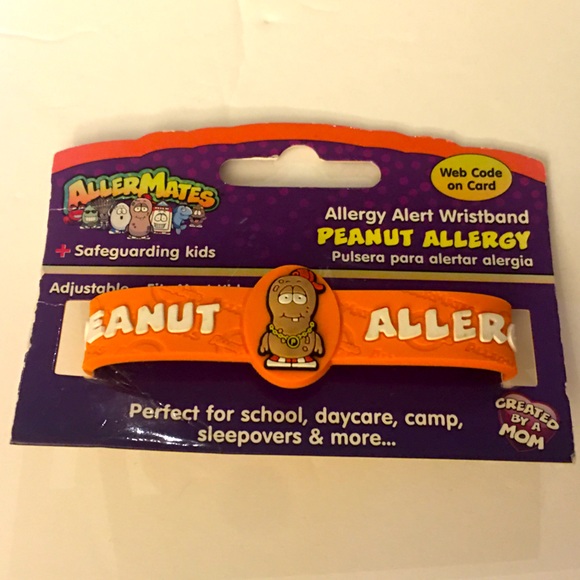 ALLERMATES
+ Safeguarding kids
Web Code
on Card
Allergy Alert Wristband
PEANUT ALLERGY
Pulsera para alertar alergia
Adjustable
EANUT
ALLER
P
Perfect for school, daycare, camp,
sleepovers & more...
CREATED
BY A
MOM